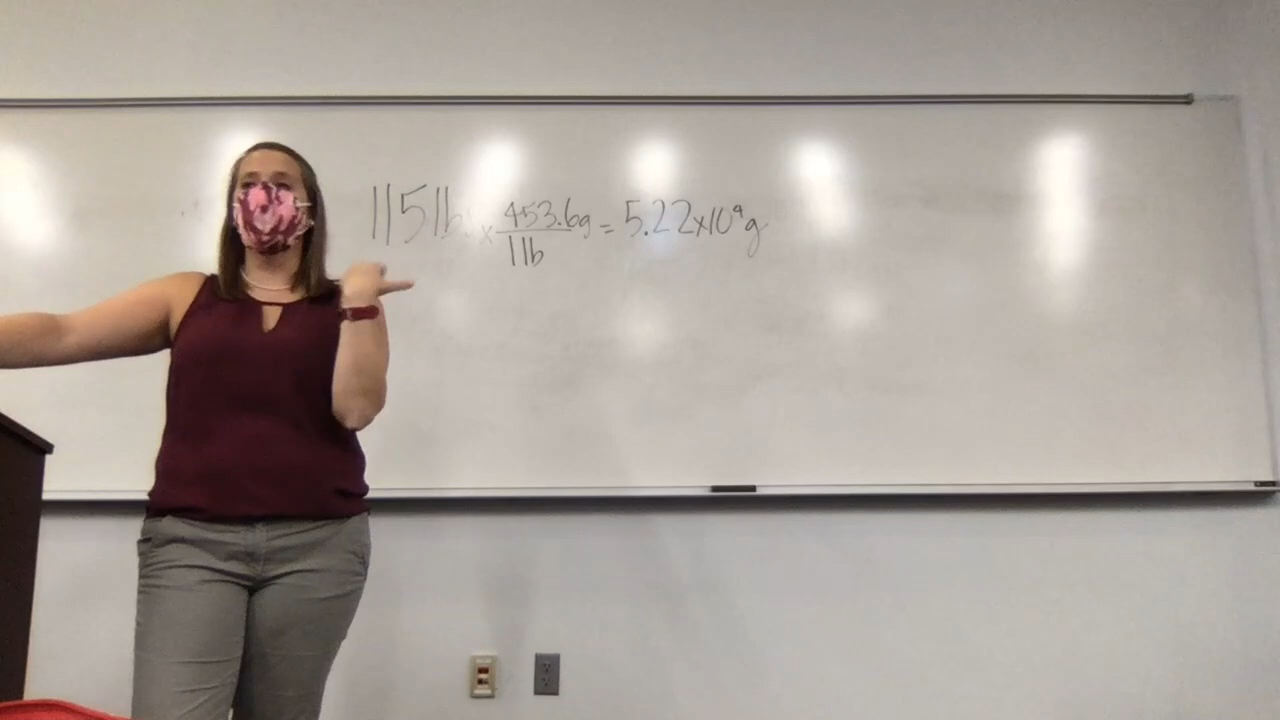 115 lb. x 453.6g = 5.22x10⁴g
1 lb